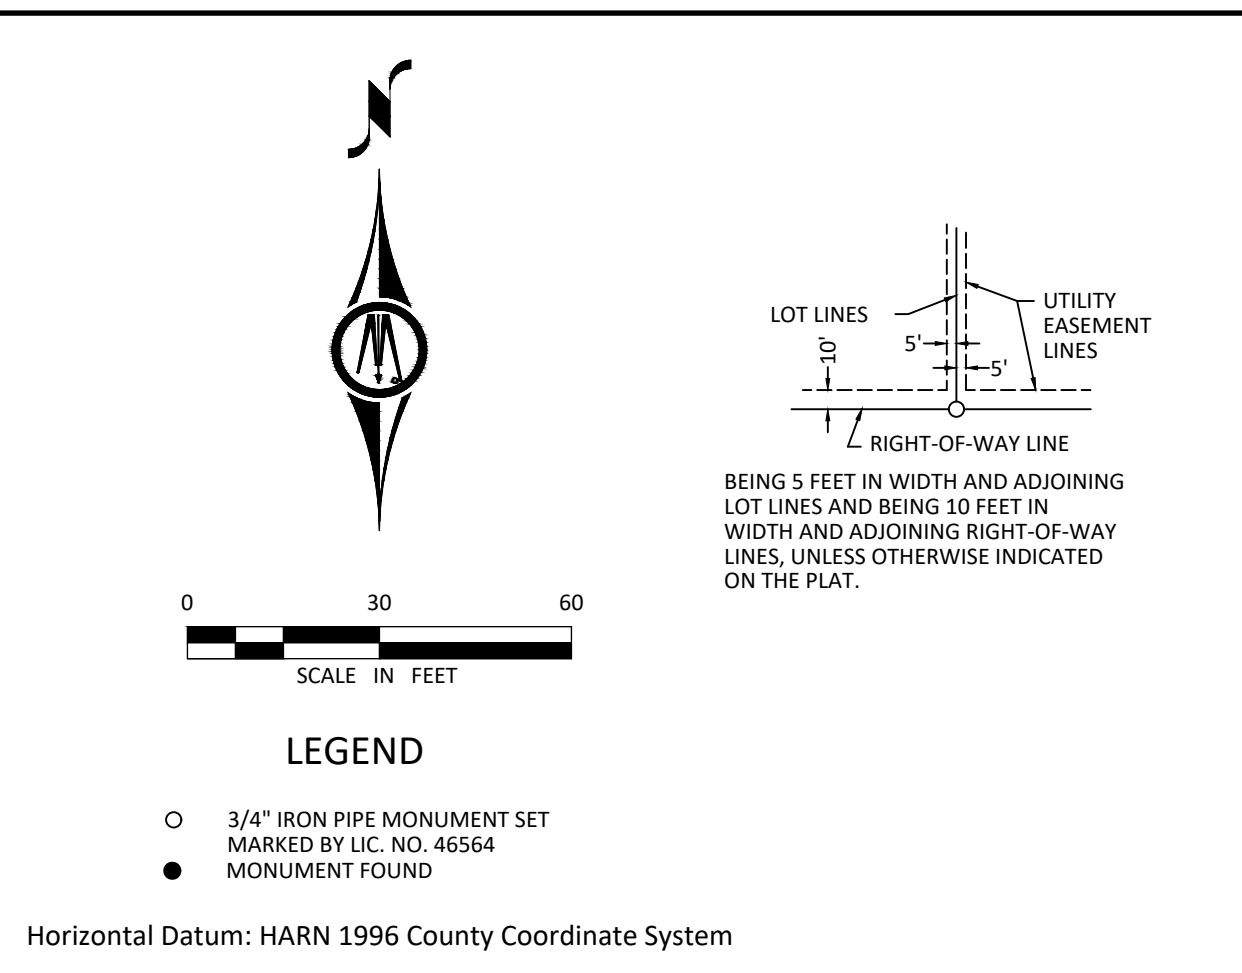 N
LOT LINES
UTILITY
EASEMENT
LINES
10'
5'
5'
RIGHT-OF-WAY LINE
BEING 5 FEET IN WIDTH AND ADJOINING
LOT LINES AND BEING 10 FEET IN
WIDTH AND ADJOINING RIGHT-OF-WAY
LINES, UNLESS OTHERWISE INDICATED
ON THE PLAT.
0 30 60
SCALE IN FEET
LEGEND
3/4" IRON PIPE MONUMENT SET
MARKED BY LIC. NO. 46564
MONUMENT FOUND
Horizontal Datum: HARN 1996 County Coordinate System